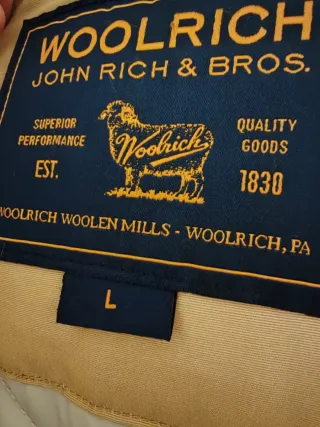 WOOLRICH
JOHN RICH & BROS.
SUPERIOR PERFORMANCE
EST.
Woolrich
QUALITY GOODS
1830
WOOLRICH WOOLEN MILLS - WOOLRICH, PA
L